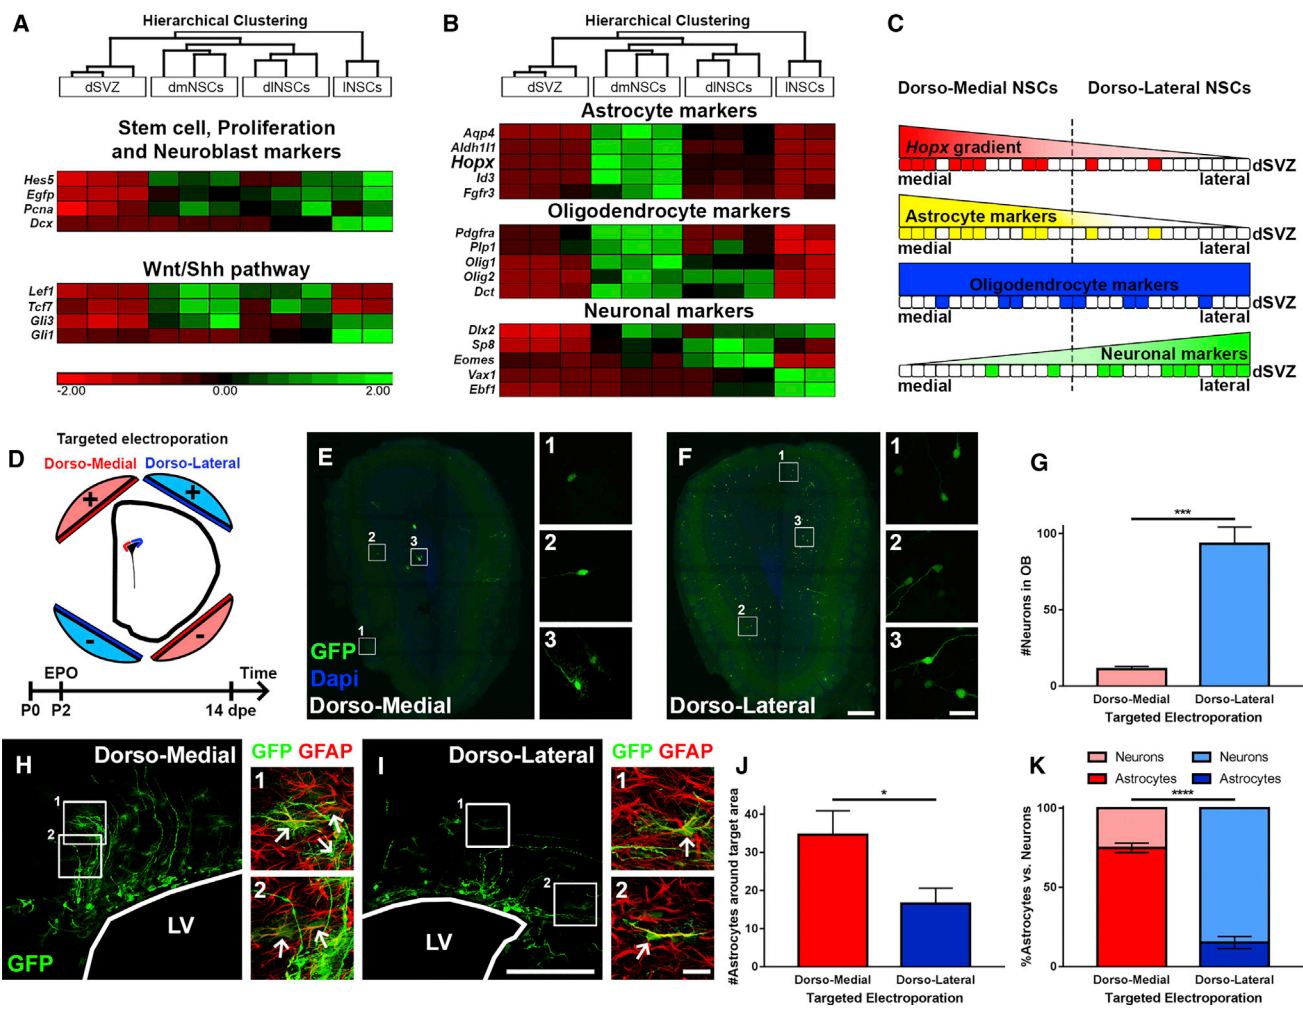 A
Hierarchical Clustering
dSVZ dmNSCs dlNSCs lNSCs
Stem cell, Proliferation
and Neuroblast markers
Hes5
Egfp
Pcna
Dcx
Wnt/Shh pathway
Lef1
Tcf7
Gli3
Gli1
-2.00 0.00 2.00
B
Hierarchical Clustering
dSVZ dmNSCs dlNSCs lNSCs
Astrocyte markers
Aqp4
Aldh1l1
Hopx
Id3
Fgfr3
Oligodendrocyte markers
Pdgfra
Plp1
Olig1
Olig2
Dct
Neuronal markers
Dlx2
Sp8
Eomes
Vax1
Ebf1
C
Dorso-Medial NSCs Dorso-Lateral NSCs
Hopx gradient
dSVZ
medial lateral
Astrocyte markers
dSVZ
medial lateral
Oligodendrocyte markers
dSVZ
medial lateral
Neuronal markers
dSVZ
medial lateral
D
Targeted electroporation
Dorso-Medial Dorso-Lateral
+ +
- -
EPO Time
P0 P2 14 dpe
E
1
2
3
GFP
Dapi
Dorso-Medial
1
2
3
F
1
3
2
Dorso-Lateral
1
2
3
G
#Neurons in OB
100
50
0
***
Dorso-Medial Dorso-Lateral
Targeted Electroporation
H
Dorso-Medial
1
2
LV
GFP
GFP GFAP
1
2
I
Dorso-Lateral
1
2
LV
GFP GFAP
1
2
J
#Astrocytes around target area
40
30
20
10
0
*
Dorso-Medial Dorso-Lateral
Targeted Electroporation
K
Neurons Neurons
Astrocytes Astrocytes
%Astrocytes vs. Neurons
100
50
0
****
Dorso-Medial Dorso-Lateral
Targeted Electroporation